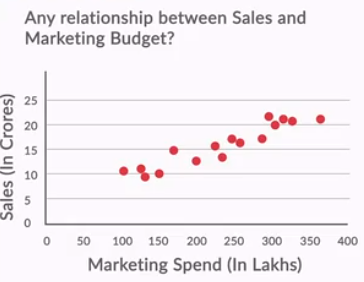 Any relationship between Sales and
Marketing Budget?
Sales (In Crores)
25
20
15
10
5
0
0 50 100 150 200 250 300 350 400
Marketing Spend (In Lakhs)